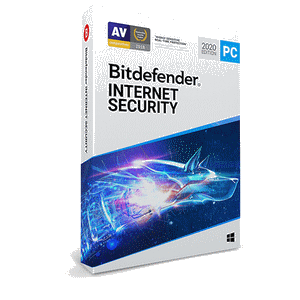 AV
2020
EDITION
PC
Bitdefender®
INTERNET
SECURITY
Bitdefender INTERNET SECURITY